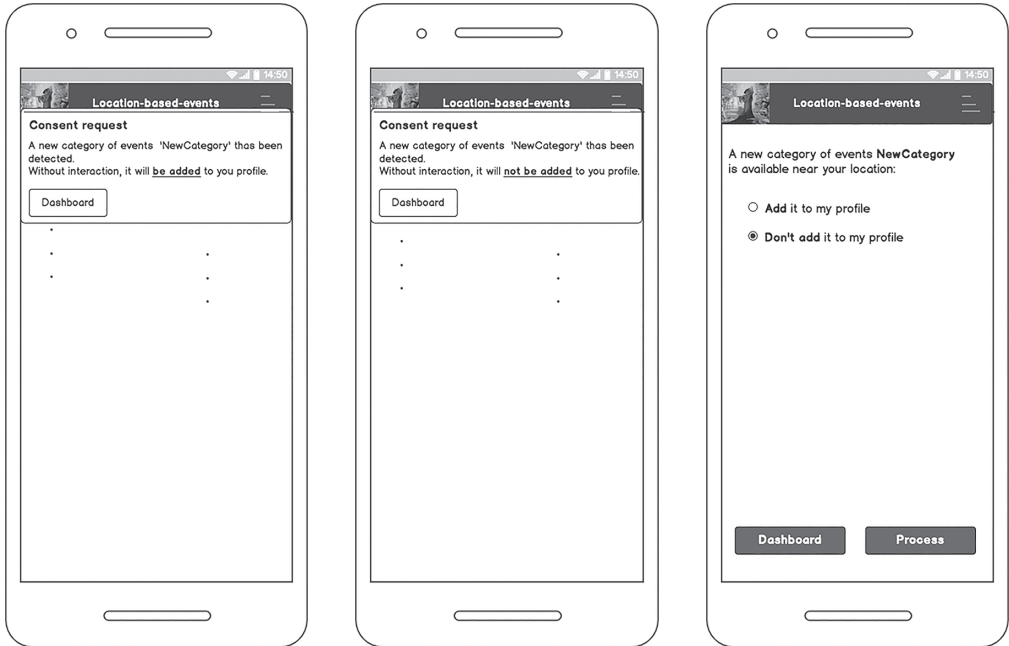 14:50
Location-based-events
Consent request
A new category of events 'NewCategory' thas been
detected.
Without interaction, it will be added to you profile.
Dashboard
14:50
Location-based-events
Consent request
A new category of events 'NewCategory' thas been
detected.
Without interaction, it will not be added to you profile.
Dashboard
14:50
Location-based-events
A new category of events NewCategory
is available near your location:
Add it to my profile
Don't add it to my profile
Dashboard
Process